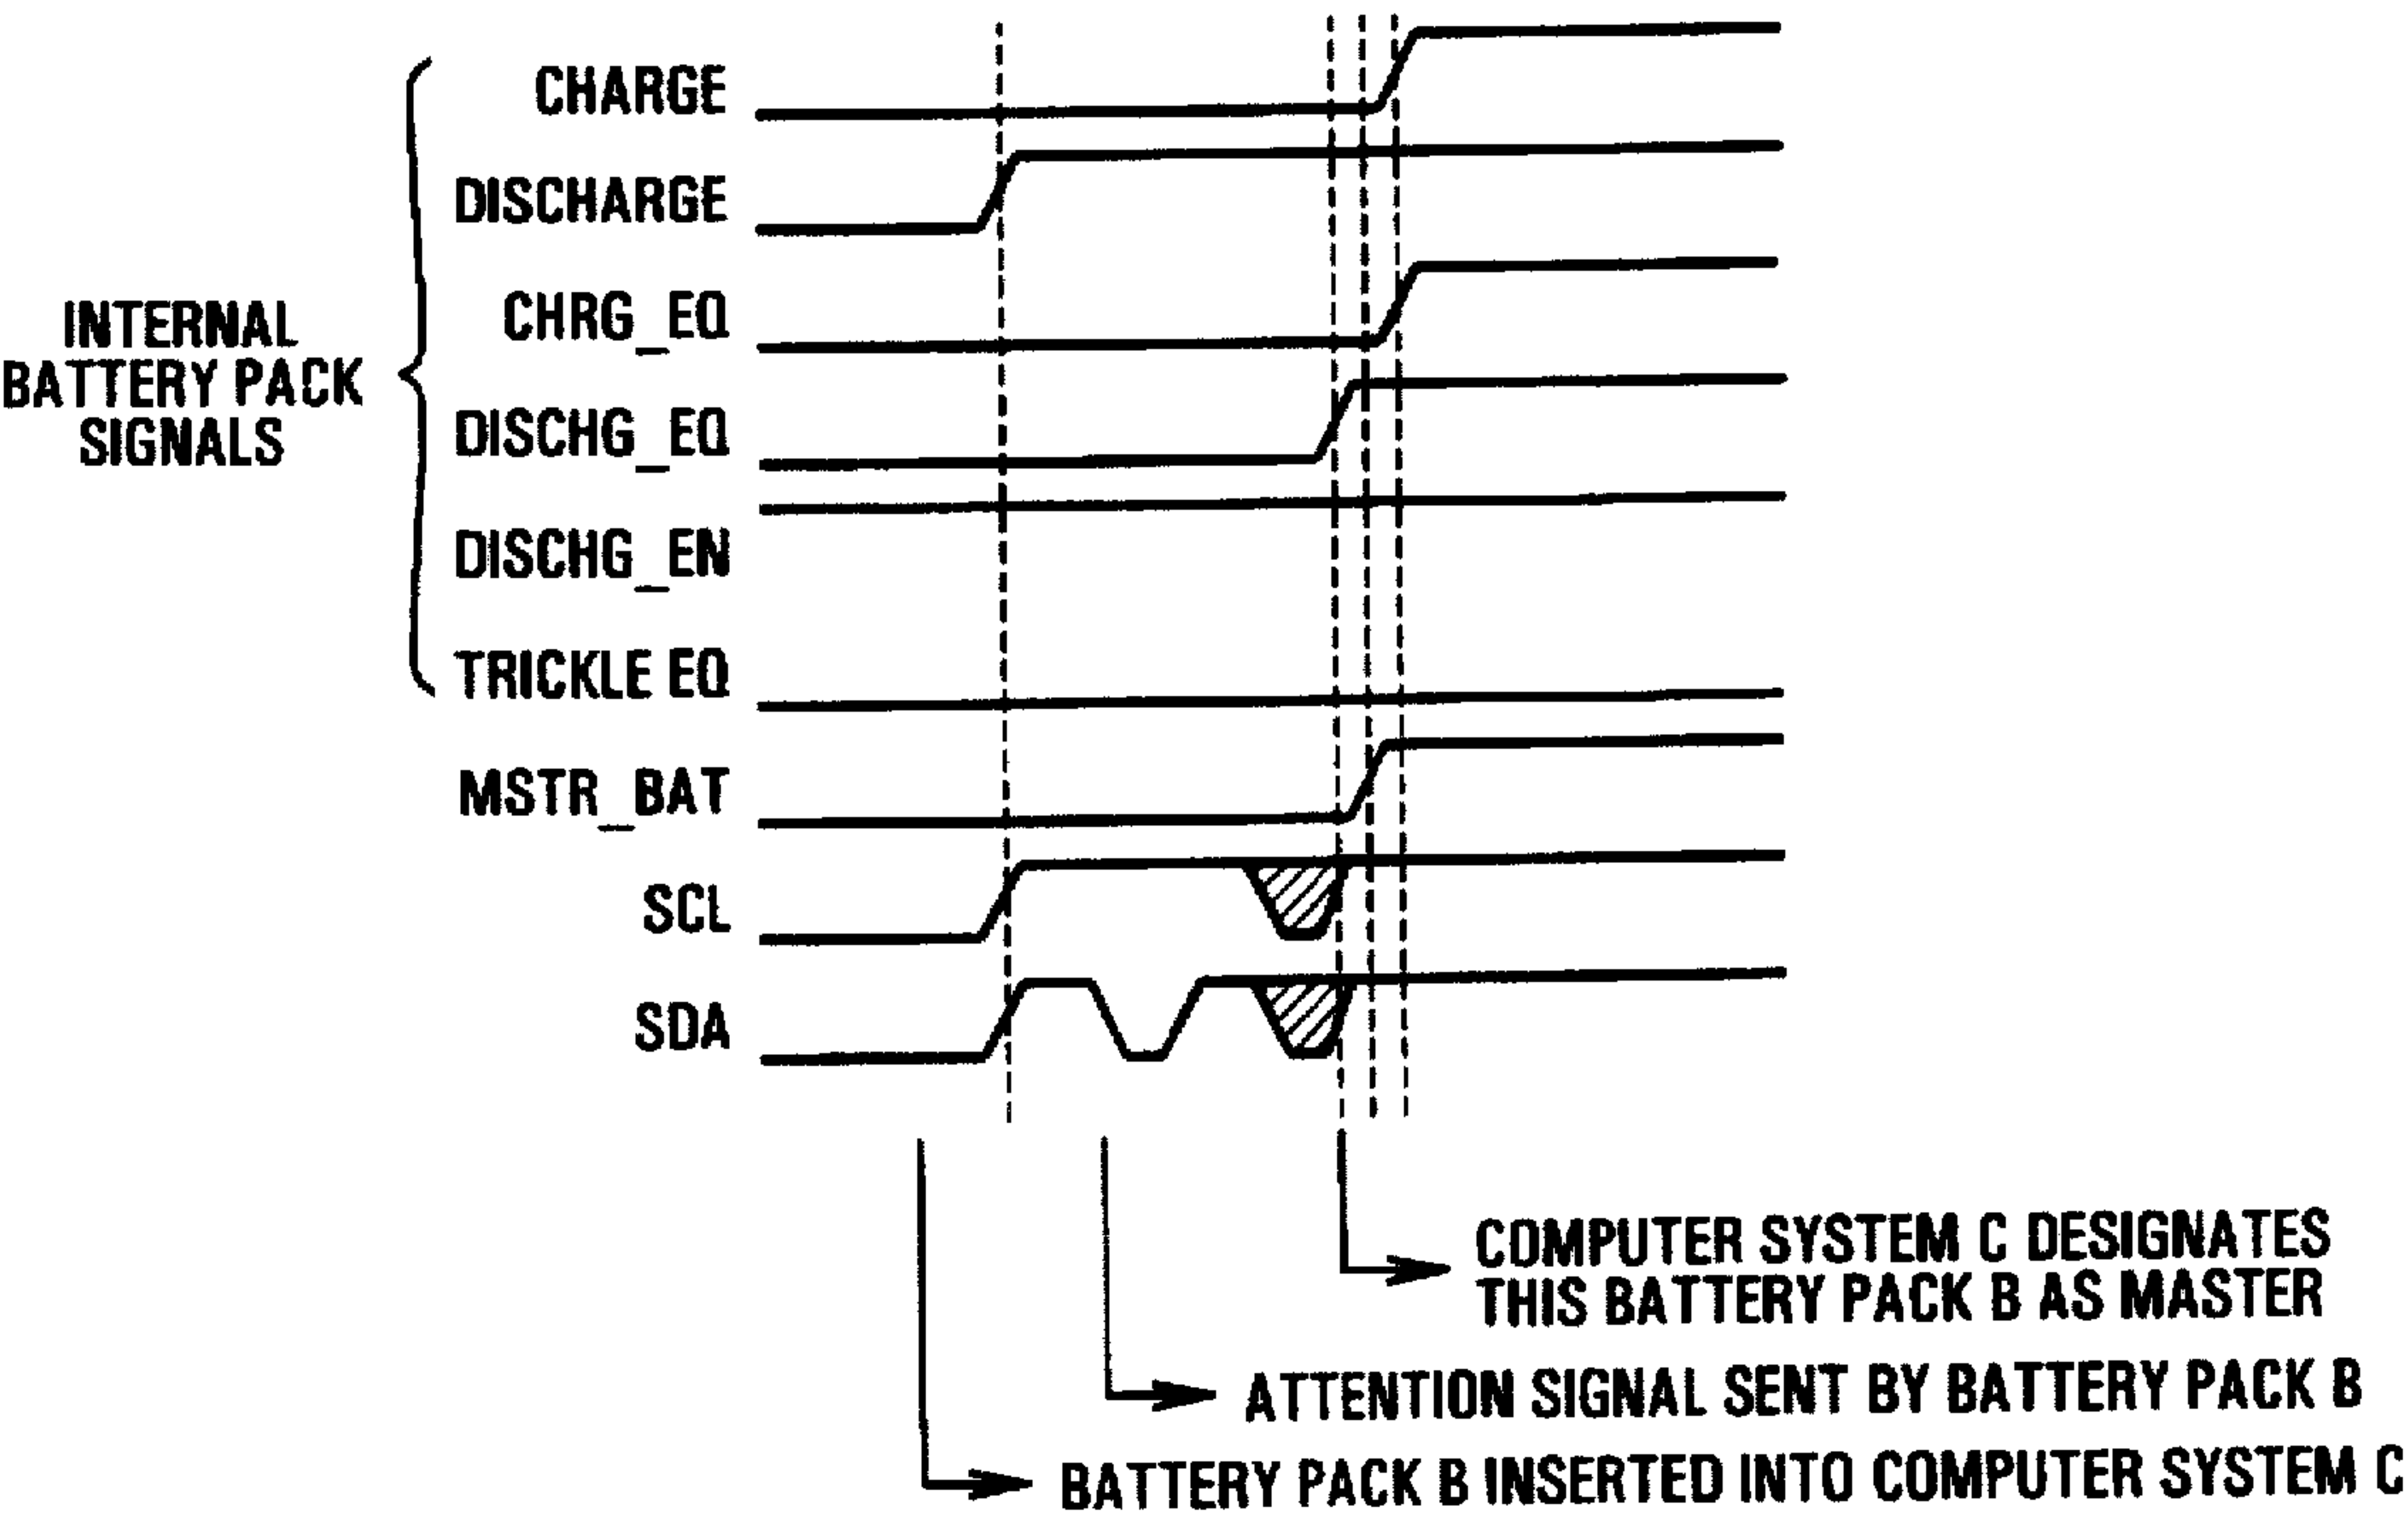 CHARGE
DISCHARGE
CHRG_EQ
DISCHG_EQ
DISCHG_EN
TRICKLE EQ
INTERNAL
BATTERY PACK
SIGNALS
MSTR_BAT
SCL
SDA
COMPUTER SYSTEM C DESIGNATES
THIS BATTERY PACK B AS MASTER
ATTENTION SIGNAL SENT BY BATTERY PACK B
BATTERY PACK B INSERTED INTO COMPUTER SYSTEM C